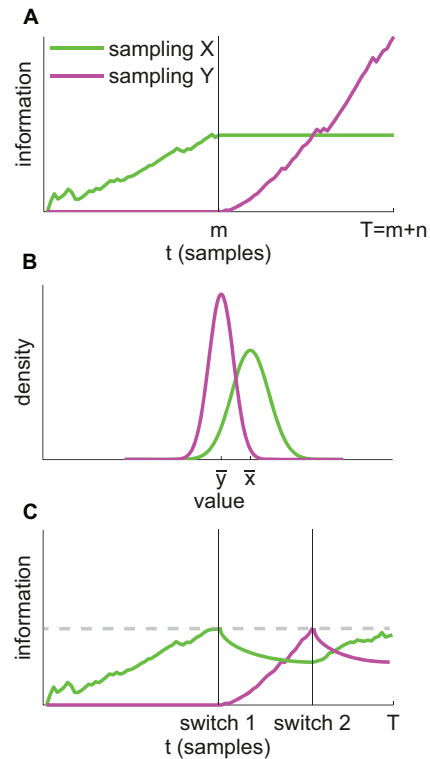 A
sampling X
sampling Y
information
m
T=m+n
t (samples)
B
density
y̅
x̅
value
C
information
switch 1
switch 2
T
t (samples)